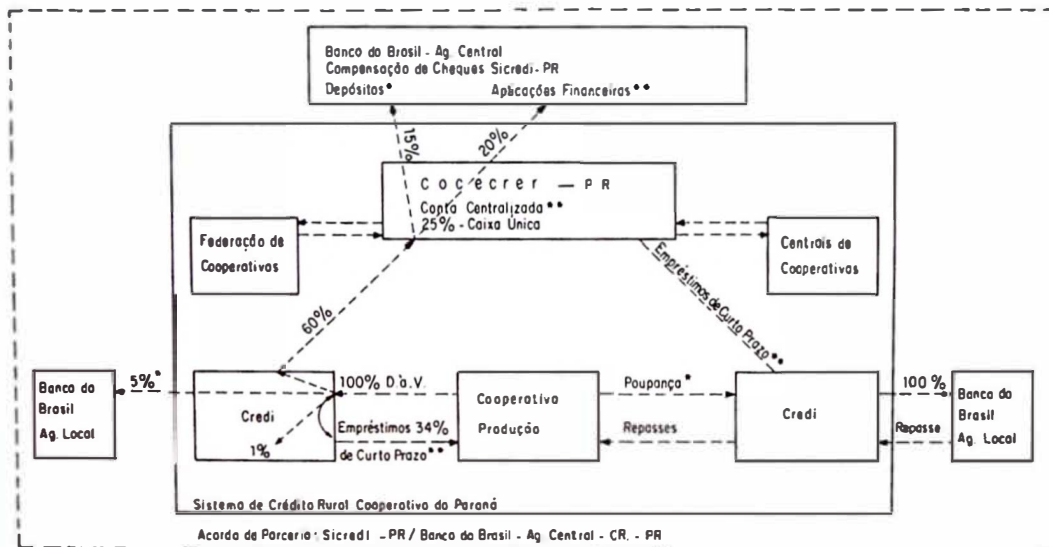 Banco do Brasil - Ag. Central
Compensação de Cheques Sicredi-PR
Depósitos* Aplicações Financeiras**
15%
20%
Cocecrer — PR
Conta Centralizada**
25% - Caixa Única
Federação de
Cooperativas
Centrais de
Cooperativas
60%
Empréstimos de Curto Prazo**
Banco do
Brasil
Ag. Local
5%*
Credi
1%
100% D.a.V.
Empréstimos 34%
de Curto Prazo**
Cooperativa
Produção
Poupança*
Repasses
Credi
100%
Repasse
Banco do
Brasil
Ag. Local
Sistema de Crédito Rural Cooperativo do Paraná
Acordo de Parceria: Sicredi - PR / Banco do Brasil - Ag. Central - CR. - PR